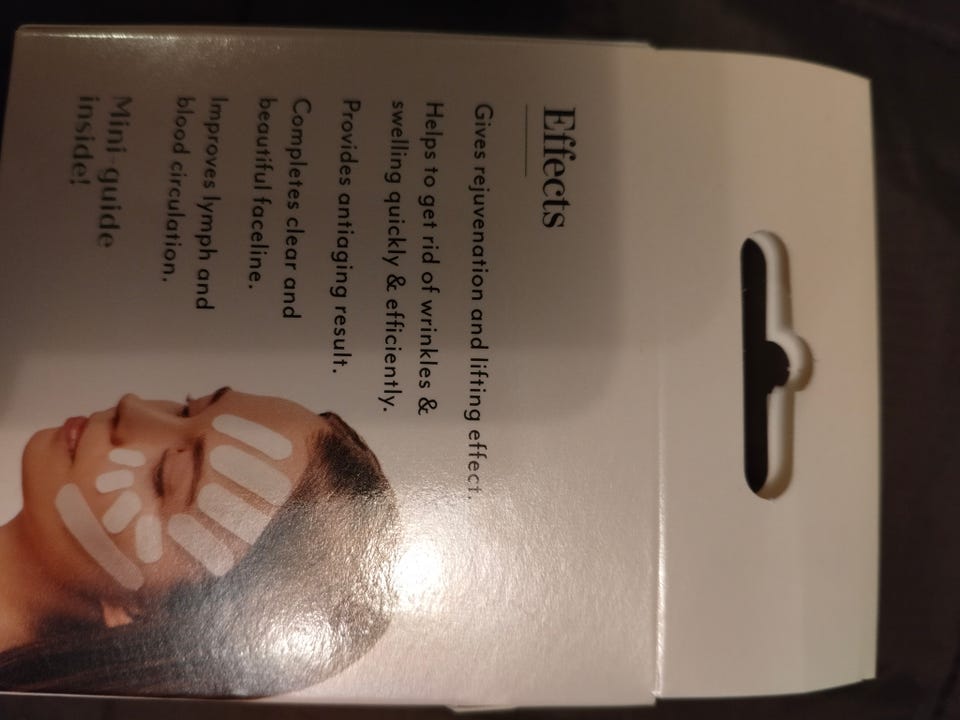 Effects
Gives rejuvenation and lifting effect.
Helps to get rid of wrinkles &
swelling quickly & efficiently.
Provides antiaging result.
Completes clear and
beautiful faceline.
Improves lymph and
blood circulation.
Mini-guide
inside!